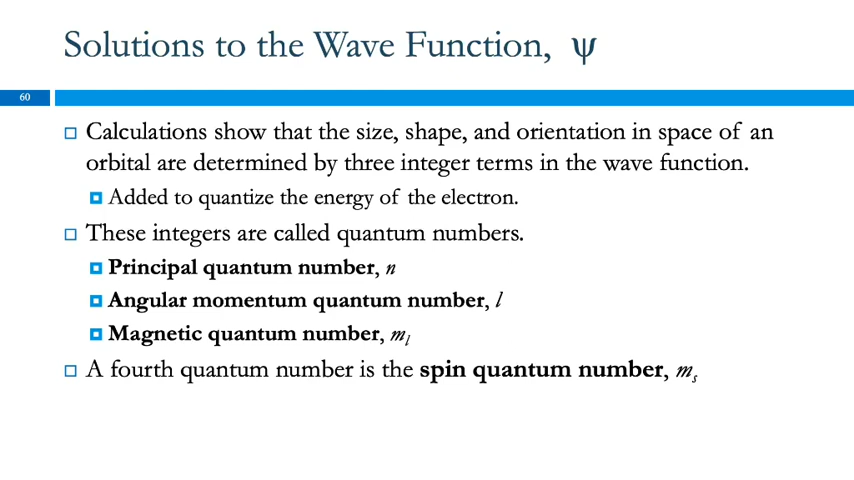 Solutions to the Wave Function, ψ
60
Calculations show that the size, shape, and orientation in space of an
orbital are determined by three integer terms in the wave function.
Added to quantize the energy of the electron.
These integers are called quantum numbers.
Principal quantum number, n
Angular momentum quantum number, l
Magnetic quantum number, mₗ
A fourth quantum number is the spin quantum number, mₛ